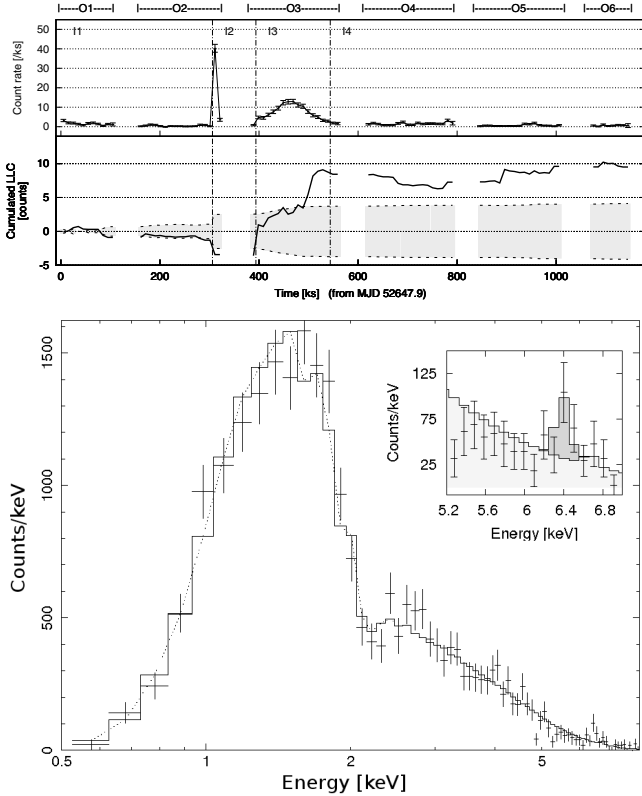 |----O1----| |---------O2---------| |----------O3----------| |----------O4----------| |---------O5---------| |---O6---|
I1 I2 I3 I4
Count rate [/ks]
50
40
30
20
10
0
Cumulated LLC
[counts]
10
5
0
-5
0 200 400 600 800 1000
Time [ks] (from MJD 52647.9)
Counts/keV
1500
1000
500
0
0.5 1 2 5
Energy [keV]
Counts/keV
125
75
25
5.2 5.6 6 6.4 6.8
Energy [keV]